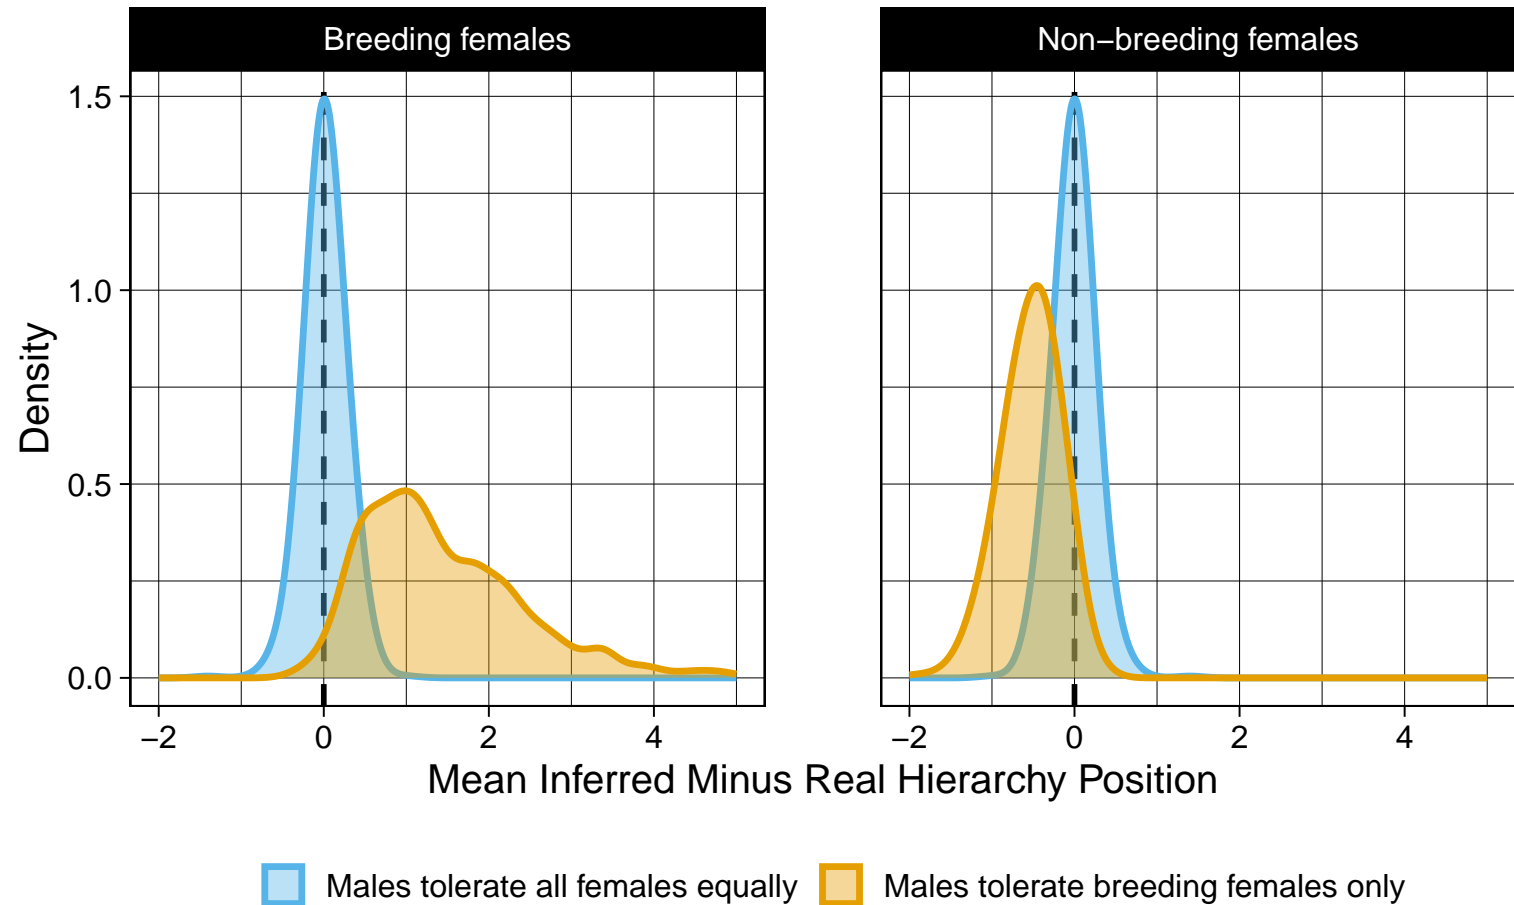 Breeding females
Non−breeding females
1.5
1.0
0.5
0.0
Density
−2 0 2 4
−2 0 2 4
Mean Inferred Minus Real Hierarchy Position
Males tolerate all females equally
Males tolerate breeding females only